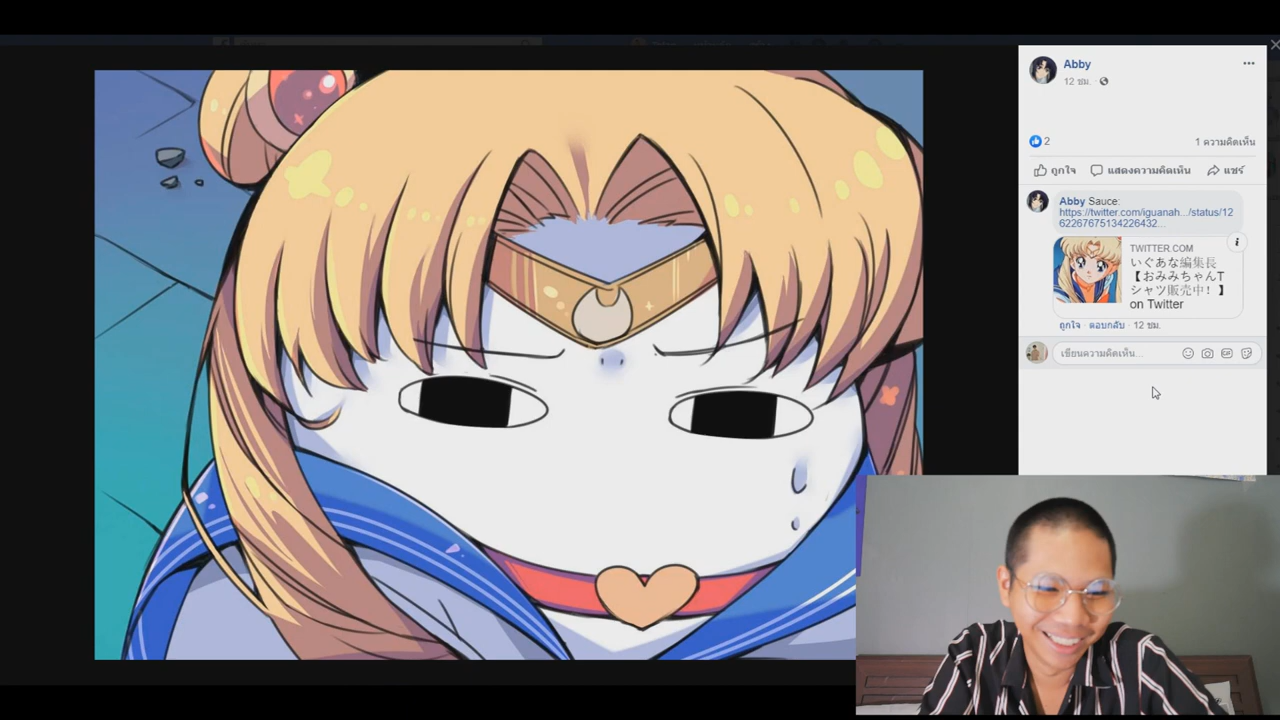 Abby
12 ชม.
2
1 ความคิดเห็น
ถูกใจ
แสดงความคิดเห็น
แชร์
Abby Sauce:
https://twitter.com/iguanah.../status/12
62267675134226432...
TWITTER.COM
いぐあな編集長
【おみみちゃんT
シャツ販売中！】
on Twitter
ถูกใจ · ตอบกลับ · 12 ชม.
เขียนความคิดเห็น...